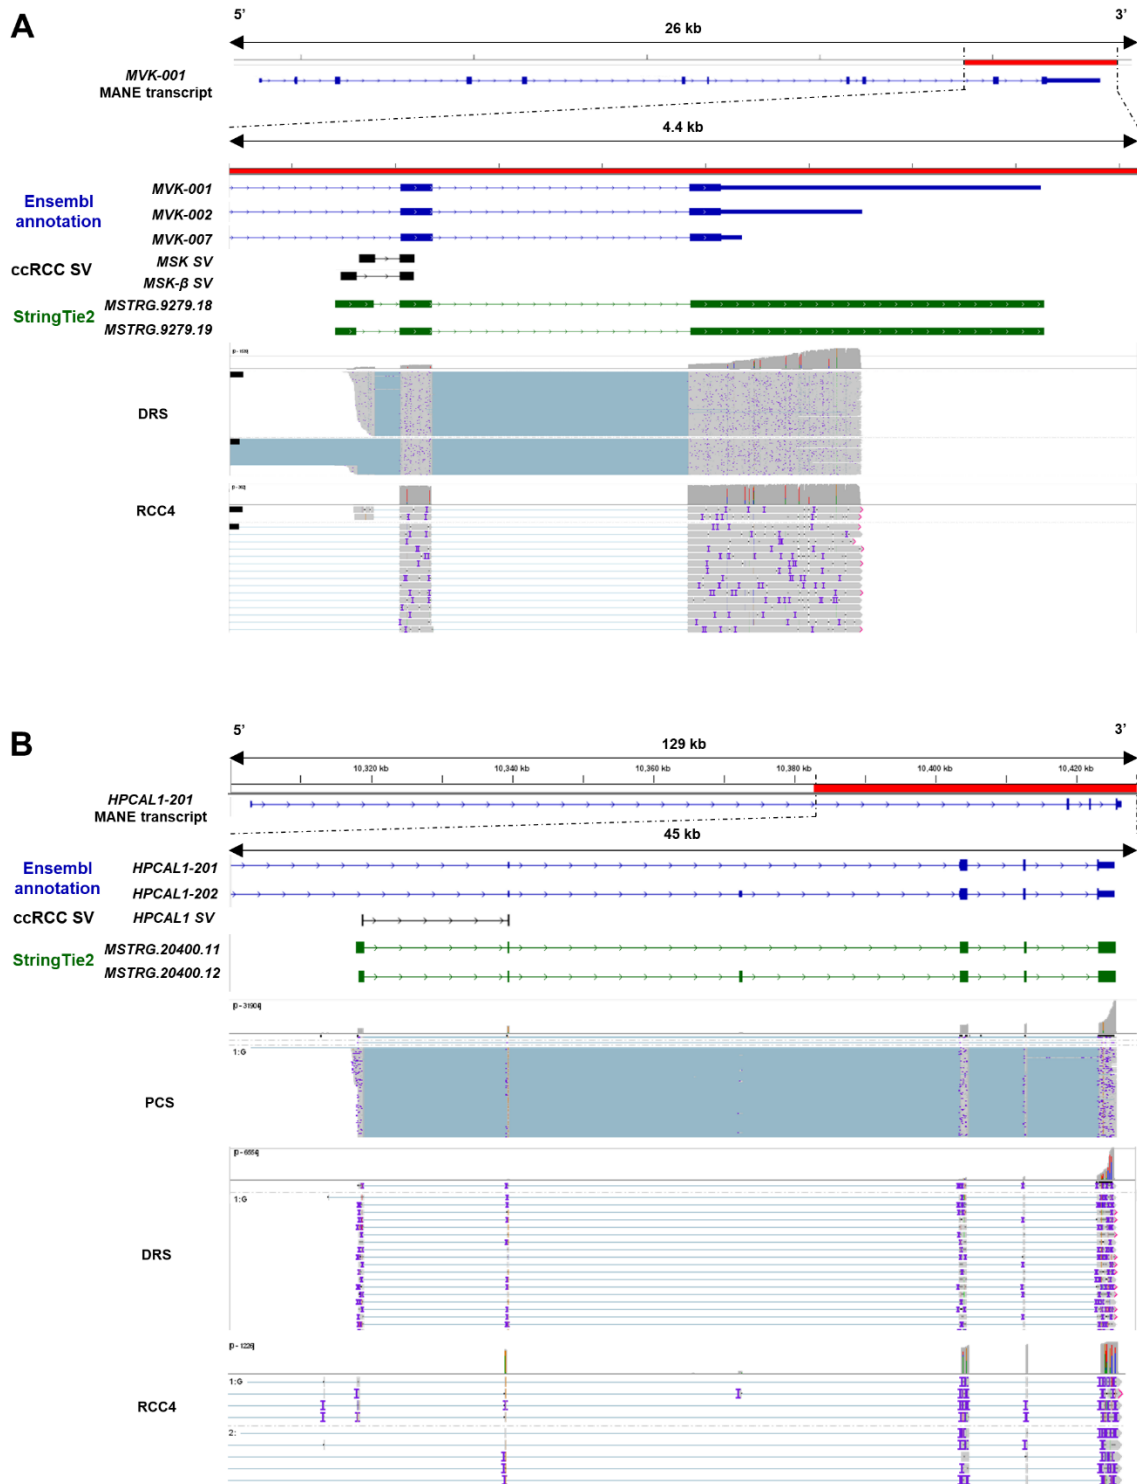 A
5’
3’
26 kb
MVK-001
MANE transcript
4.4 kb
Ensembl
annotation
MVK-001
MVK-002
MVK-007
ccRCC SV
MSK SV
MSK-β SV
StringTie2
MSTRG.9279.18
MSTRG.9279.19
DRS
RCC4
B
5’
3’
129 kb
10,320 kb 10,340 kb 10,360 kb 10,380 kb 10,400 kb 10,420 kb
HPCAL1-201
MANE transcript
45 kb
Ensembl
annotation
HPCAL1-201
HPCAL1-202
ccRCC SV
HPCAL1 SV
StringTie2
MSTRG.20400.11
MSTRG.20400.12
1:G
PCS
1:G
DRS
1:G
RCC4
2: